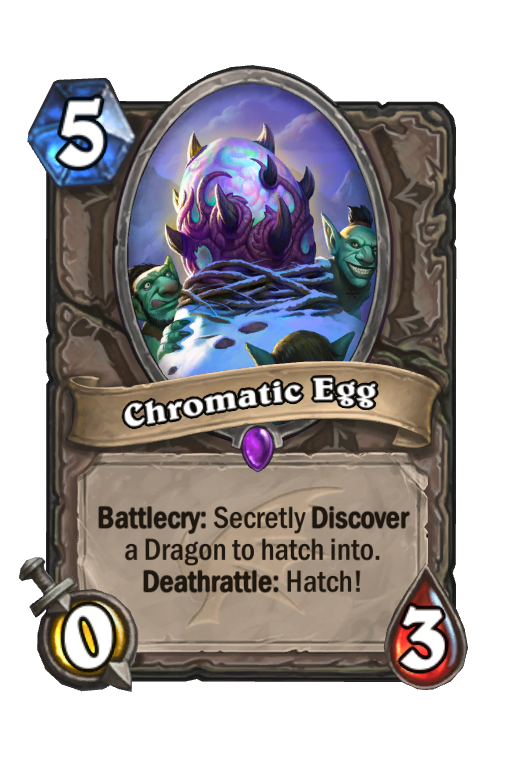 5
Chromatic Egg
Battlecry: Secretly Discover
a Dragon to hatch into.
Deathrattle: Hatch!
0
3